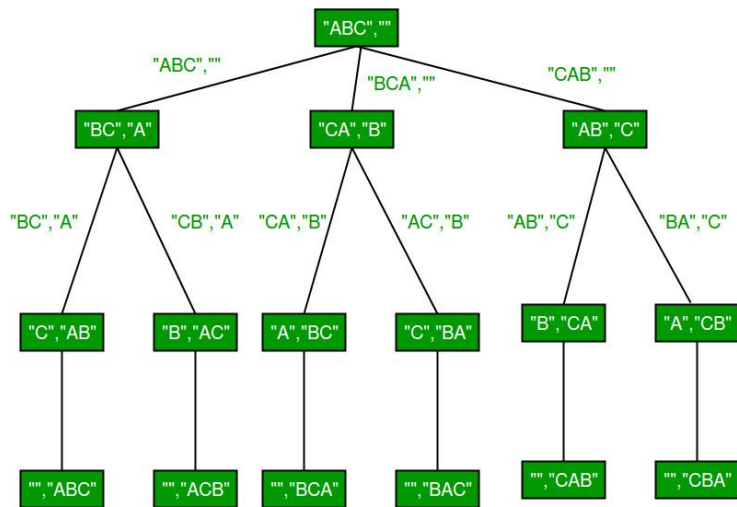 "ABC",""
"ABC",""
"BCA",""
"CAB",""
"BC","A"
"CA","B"
"AB","C"
"BC","A"
"CB","A"
"CA","B"
"AC","B"
"AB","C"
"BA","C"
"C","AB"
"B","AC"
"A","BC"
"C","BA"
"B","CA"
"A","CB"
"","ABC"
"","ACB"
"","BCA"
"","BAC"
"","CAB"
"","CBA"